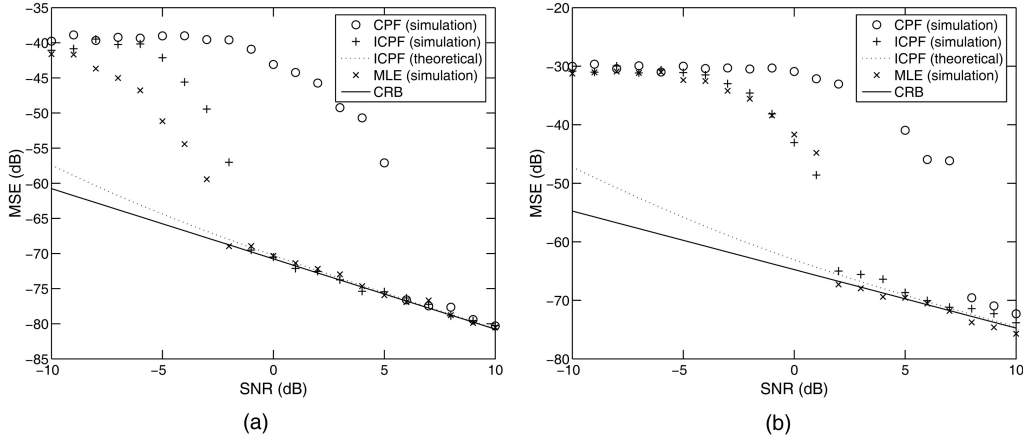 −35
−40
−45
−50
−55
−60
−65
−70
−75
−80
−85
MSE (dB)
−10
−5
0
5
10
SNR (dB)
CPF (simulation)
ICPF (simulation)
ICPF (theoretical)
MLE (simulation)
CRB
(a)
−20
−30
−40
−50
−60
−70
−80
MSE (dB)
−10
−5
0
5
10
SNR (dB)
CPF (simulation)
ICPF (simulation)
ICPF (theoretical)
MLE (simulation)
CRB
(b)